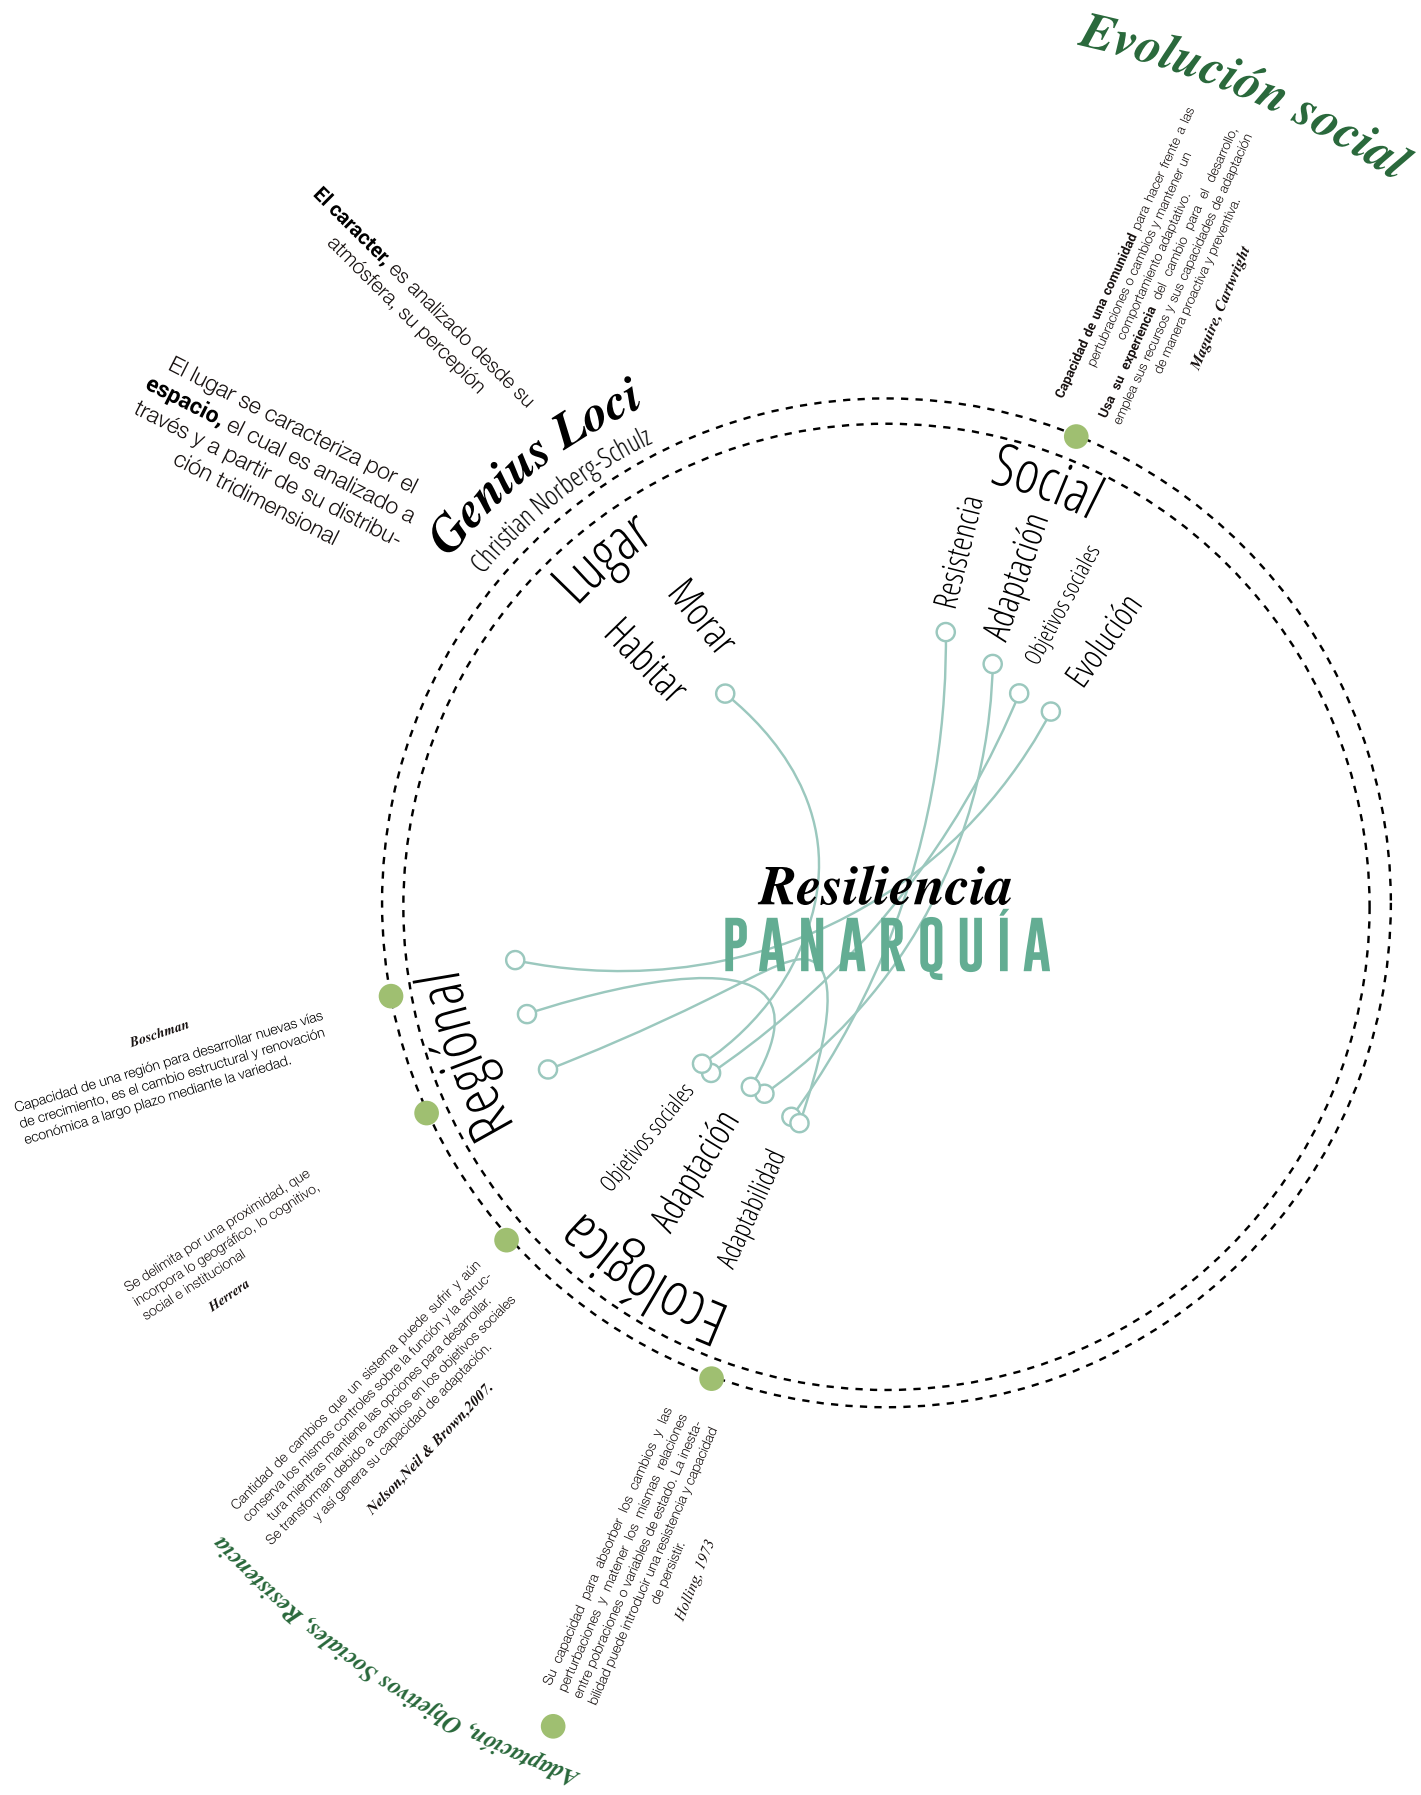 Evolución social
Capacidad de una comunidad para hacer frente a las
pertubraciones o cambios y mantener un
comportamiento adaptativo.
Usa su experiencia del cambio para el desarrollo,
emplea sus recursos y sus capacidades de adaptación
de manera proactiva y preventiva.
Maguire, Cartwright
El caracter, es analizado desde su
atmósfera, su percepión
El lugar se caracteriza por el
espacio, el cual es analizado a
través y a partir de su distribu-
ción tridimensional
Genius Loci
Christian Norberg-Schulz
Lugar
Morar
Habitar
Social
Resistencia
Adaptación
Objetivos sociales
Evolución
Resiliencia
PANARQUÍA
Regional
Boschman
Capacidad de una región para desarrollar nuevas vías
de crecimiento, es el cambio estructural y renovación
económica a largo plazo mediante la variedad.
Se delimita por una proximidad, que
incorpora lo geográfico, lo cognitivo,
social e institucional
Herrera
Objetivos sociales
Adaptación
Adaptabilidad
Ecológica
Cantidad de cambios que un sistema puede sufrir y aún
conserva los mismos controles sobre la función y la estruc-
tura mientras mantiene las opciones para desarrollar.
Se transforman debido a cambios en los objetivos sociales
y así genera su capacidad de adaptación.
Nelson,Neil & Brown,2007.
Su capacidad para absorber los cambios y las
perturbaciones y matener los mismas relaciones
entre pobraciones o variables de estado. La inesta-
bilidad puede introducir una resistencia y capacidad
de persistir.
Holling, 1973
Adaptación, Objetivos Sociales, Resistencia